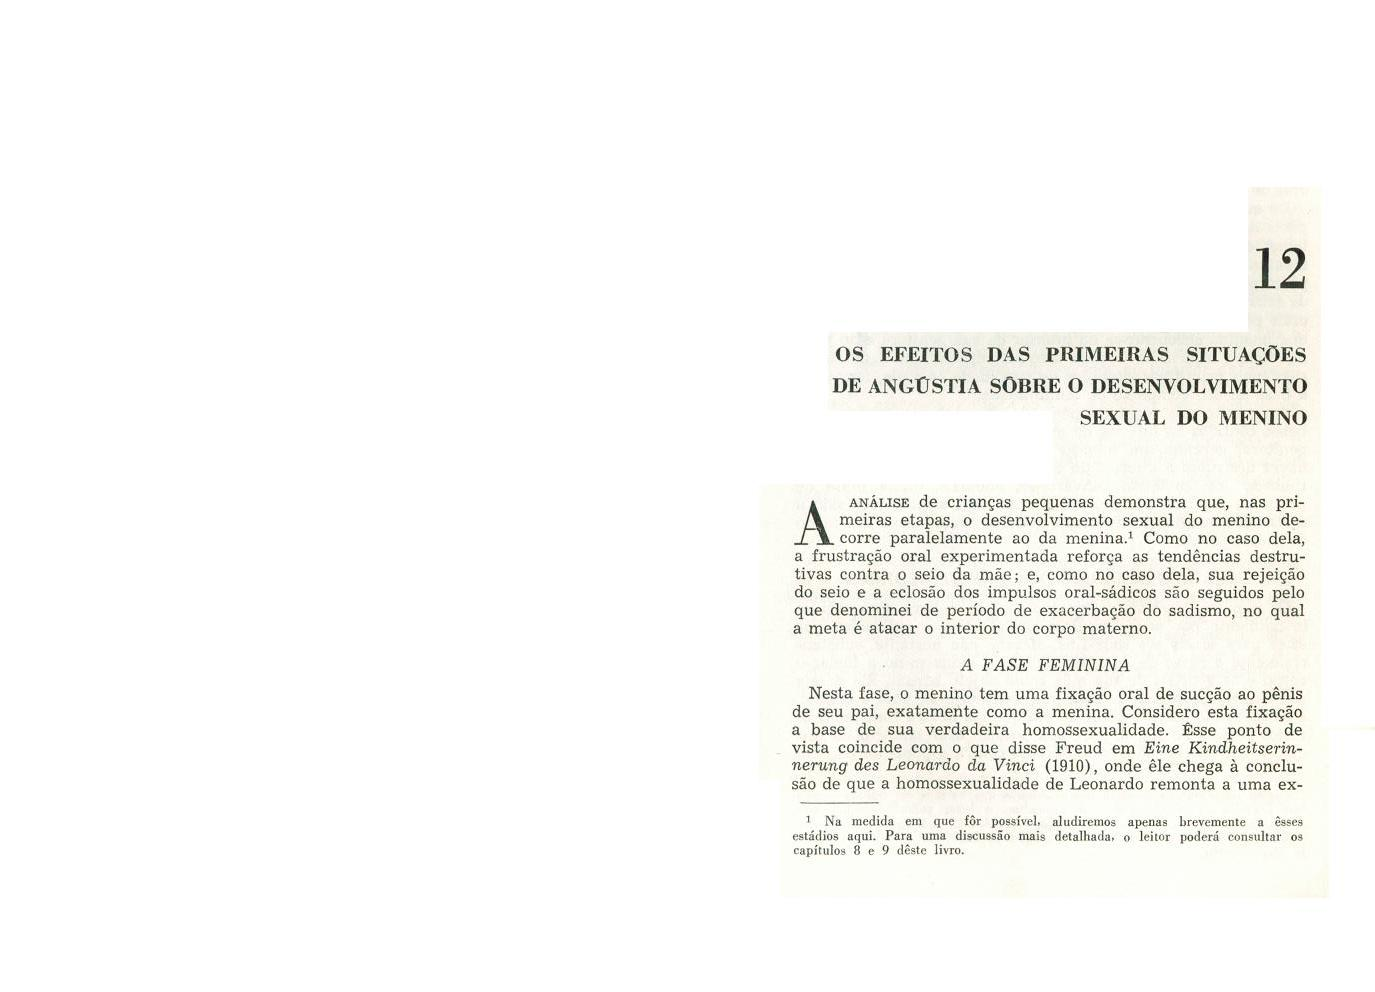 12
OS EFEITOS DAS PRIMEIRAS SITUAÇÕES
DE ANGÚSTIA SÔBRE O DESENVOLVIMENTO
SEXUAL DO MENINO
A ANÁLISE de crianças pequenas demonstra que, nas pri-
meiras etapas, o desenvolvimento sexual do menino de-
corre paralelamente ao da menina.¹ Como no caso dela,
a frustração oral experimentada reforça as tendências destru-
tivas contra o seio da mãe; e, como no caso dela, sua rejeição
do seio e a eclosão dos impulsos oral-sádicos são seguidos pelo
que denominei de período de exacerbação do sadismo, no qual
a meta é atacar o interior do corpo materno.
A FASE FEMININA
Nesta fase, o menino tem uma fixação oral de sucção ao pênis
de seu pai, exatamente como a menina. Considero esta fixação
a base de sua verdadeira homossexualidade. Êsse ponto de
vista coincide com o que disse Freud em Eine Kindheitserin-
nerung des Leonardo da Vinci (1910), onde êle chega à conclu-
são de que a homossexualidade de Leonardo remonta a uma ex-
¹ Na medida em que fôr possível, aludiremos apenas brevemente a êsses
estádios aqui. Para uma discussão mais detalhada, o leitor poderá consultar os
capítulos 8 e 9 dêste livro.